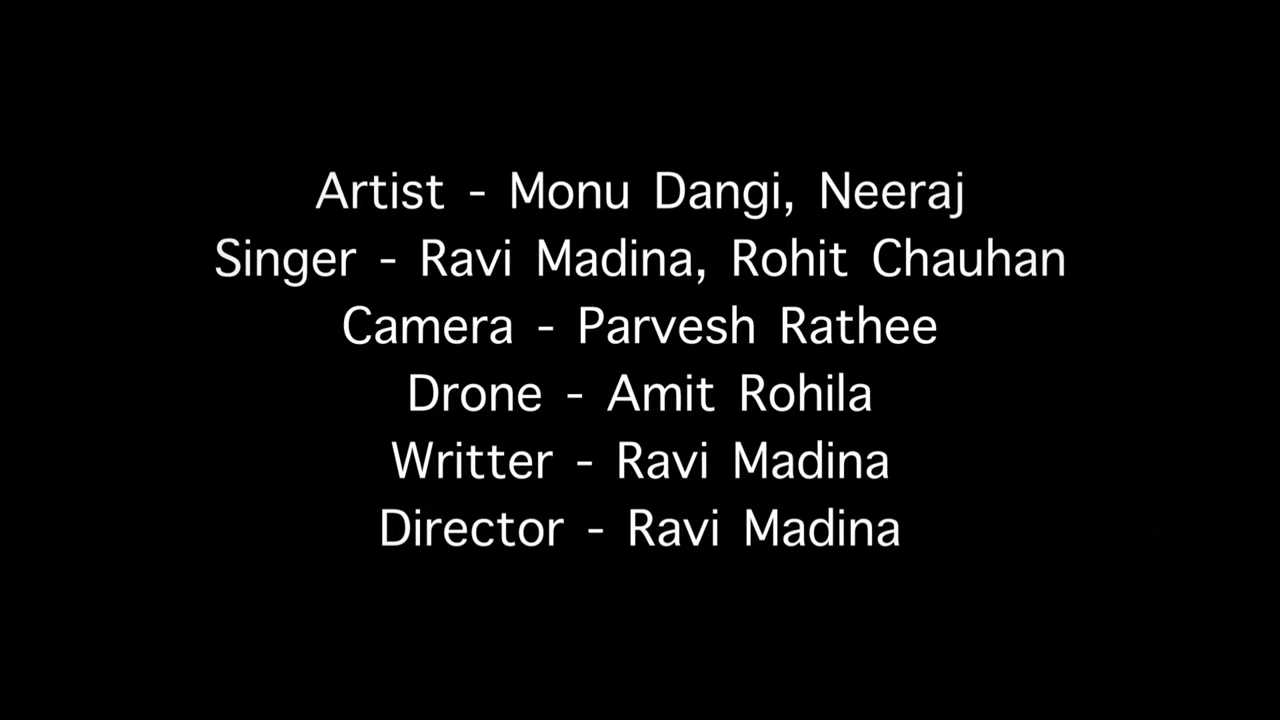 Artist - Monu Dangi, Neeraj
Singer - Ravi Madina, Rohit Chauhan
Camera - Parvesh Rathee
Drone - Amit Rohila
Writter - Ravi Madina
Director - Ravi Madina